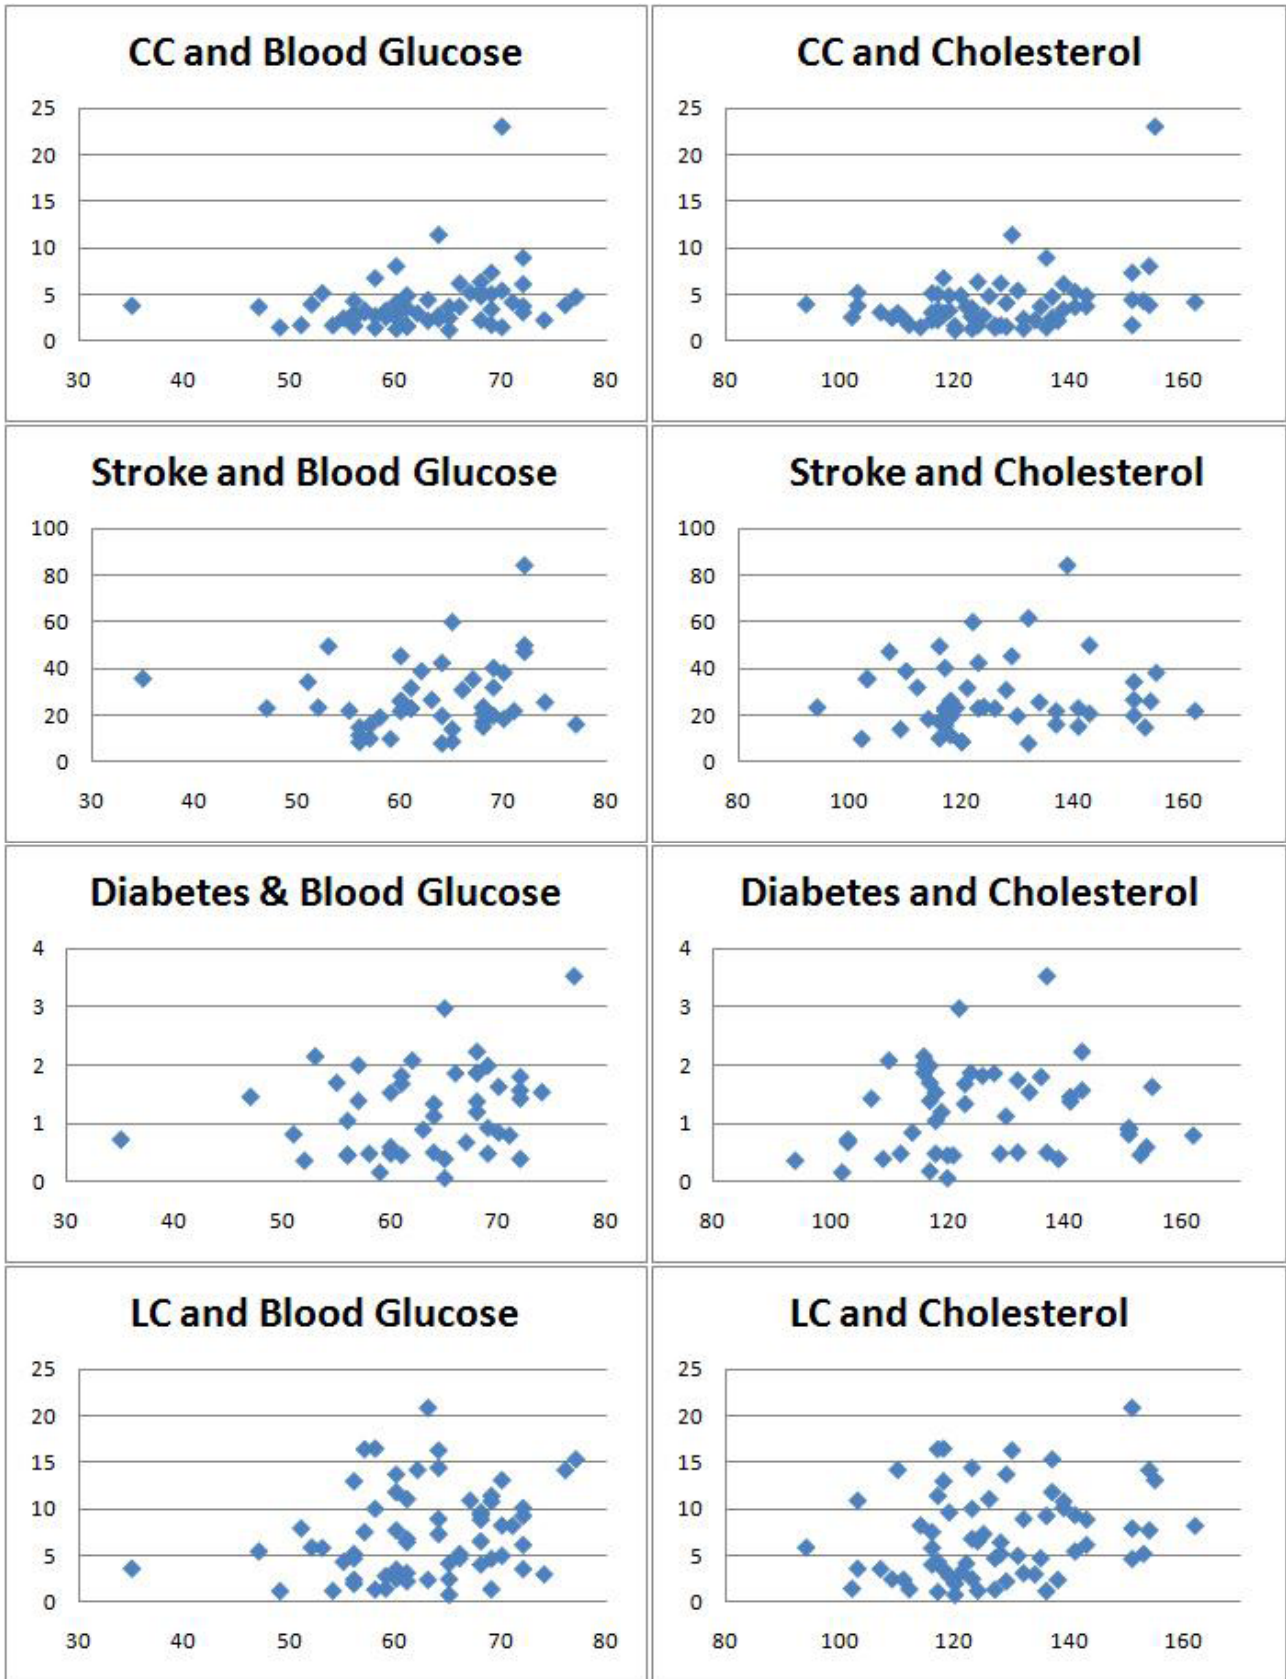 CC and Blood Glucose
25
20
15
10
5
0
30 40 50 60 70 80
CC and Cholesterol
25
20
15
10
5
0
80 100 120 140 160
Stroke and Blood Glucose
100
80
60
40
20
0
30 40 50 60 70 80
Stroke and Cholesterol
100
80
60
40
20
0
80 100 120 140 160
Diabetes & Blood Glucose
4
3
2
1
0
30 40 50 60 70 80
Diabetes and Cholesterol
4
3
2
1
0
80 100 120 140 160
LC and Blood Glucose
25
20
15
10
5
0
30 40 50 60 70 80
LC and Cholesterol
25
20
15
10
5
0
80 100 120 140 160